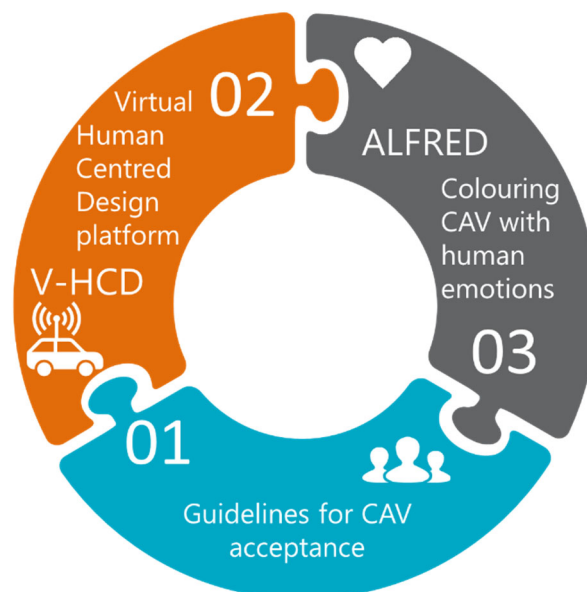 02
Virtual
Human
Centred
Design
platform
V-HCD
ALFRED
Colouring
CAV with
human
emotions
03
01
Guidelines for CAV
acceptance